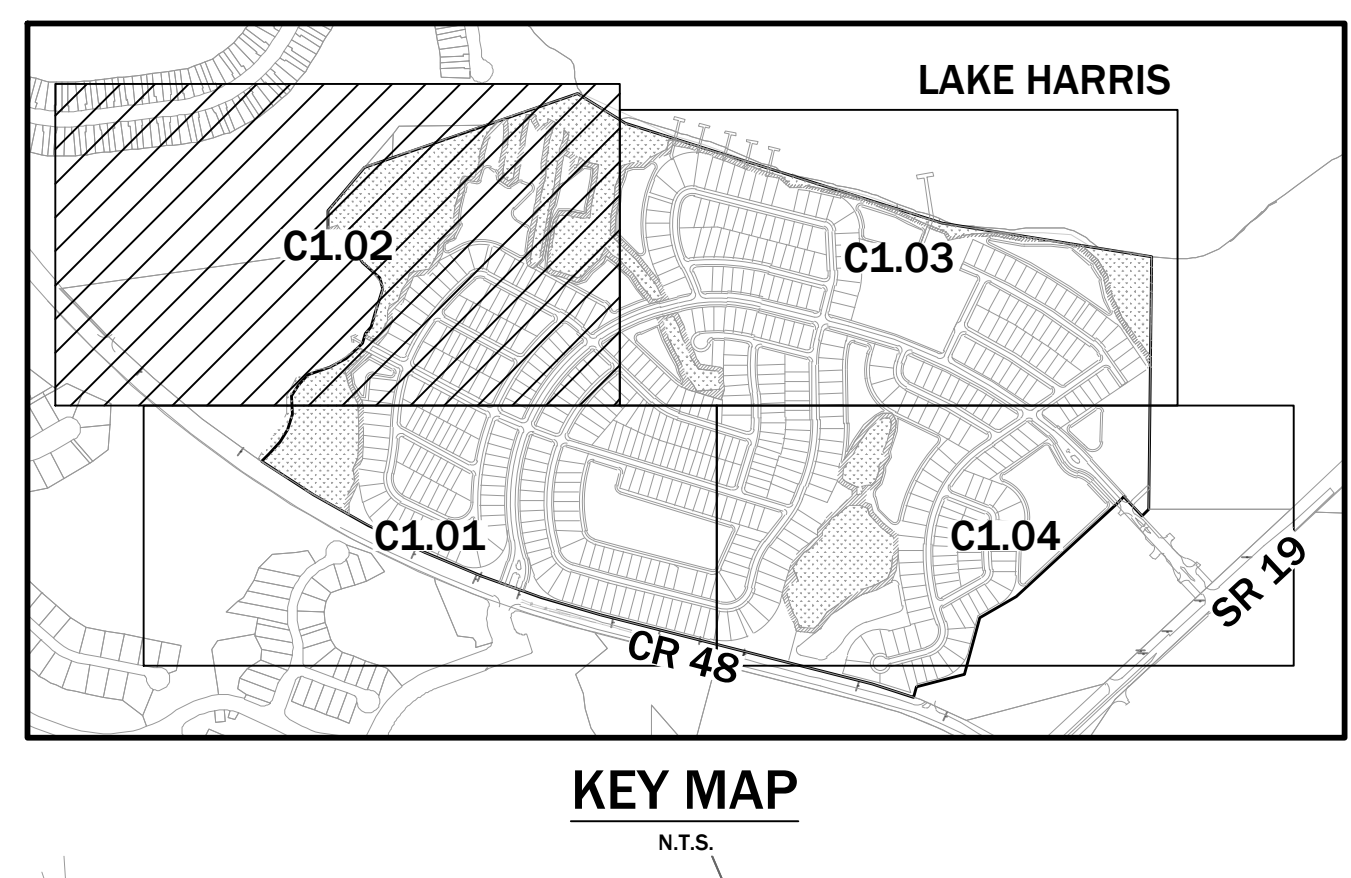 LAKE HARRIS
C1.02
C1.03
C1.01
C1.04
SR 19
CR 48
KEY MAP
N.T.S.